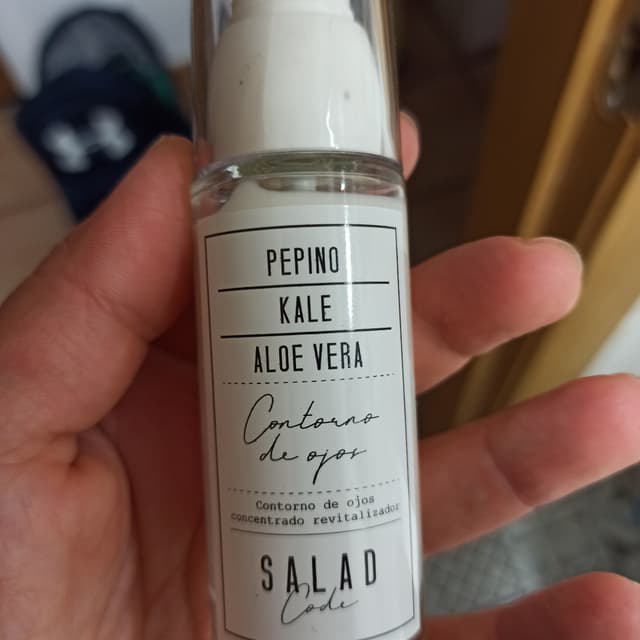 PEPINO
KALE
ALOE VERA
Contorno
de ojos
Contorno de ojos
concentrado revitalizador
SALAD
Code